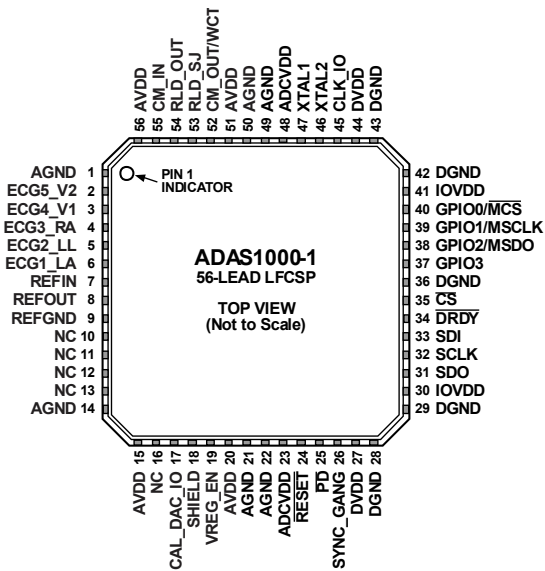 56 AVDD
55 CM_IN
54 RLD_OUT
53 RLD_SJ
52 CM_OUT/WCT
51 AVDD
50 AGND
49 AGND
48 ADCVDD
47 XTAL1
46 XTAL2
45 CLK_IO
44 DVDD
43 DGND
AGND 1
ECG5_V2 2
ECG4_V1 3
ECG3_RA 4
ECG2_LL 5
ECG1_LA 6
REFIN 7
REFOUT 8
REFGND 9
NC 10
NC 11
NC 12
NC 13
AGND 14
PIN 1
INDICATOR
ADAS1000-1
56-LEAD LFCSP
TOP VIEW
(Not to Scale)
42 DGND
41 IOVDD
40 GPIO0/MCS
39 GPIO1/MSCLK
38 GPIO2/MSDO
37 GPIO3
36 DGND
35 CS
34 DRDY
33 SDI
32 SCLK
31 SDO
30 IOVDD
29 DGND
AVDD 15
NC 16
CAL_DAC_IO 17
SHIELD 18
VREG_EN 19
AVDD 20
AGND 21
AGND 22
ADCVDD 23
RESET 24
PD 25
SYNC_GANG 26
DVDD 27
DGND 28